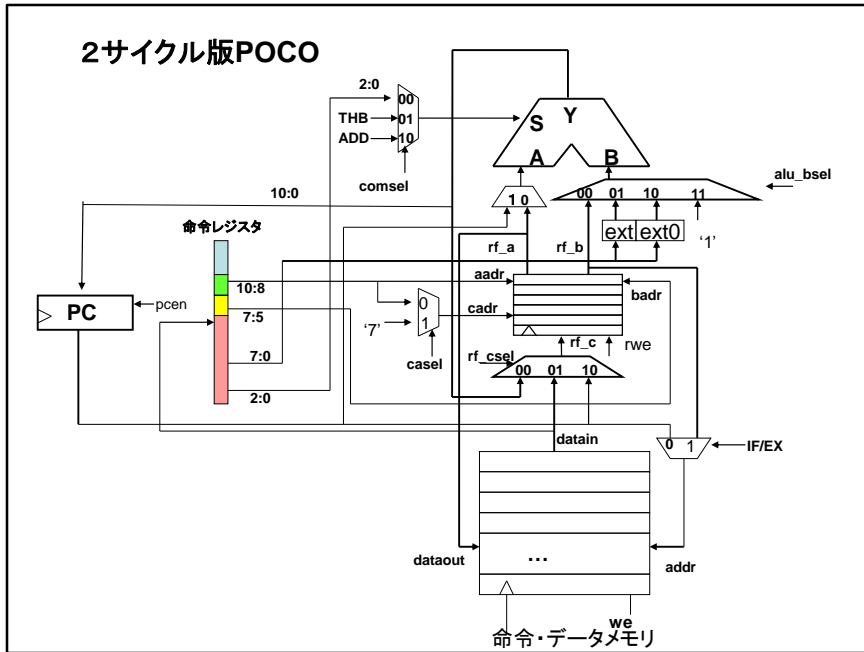 2サイクル版POCO
2:0
00
THB
01
ADD
10
comsel
S
Y
A
B
alu_bsel
1 0
00 01 10 11
10:0
命令レジスタ
ext
ext0
'1'
rf_a
rf_b
10:8
aadr
badr
PC
pcen
7:5
0
1
'7'
cadr
casel
rf_c
rwe
7:0
rf_csel
00 01 10
2:0
datain
0 1
IF/EX
dataout
...
addr
we
命令・データメモリ